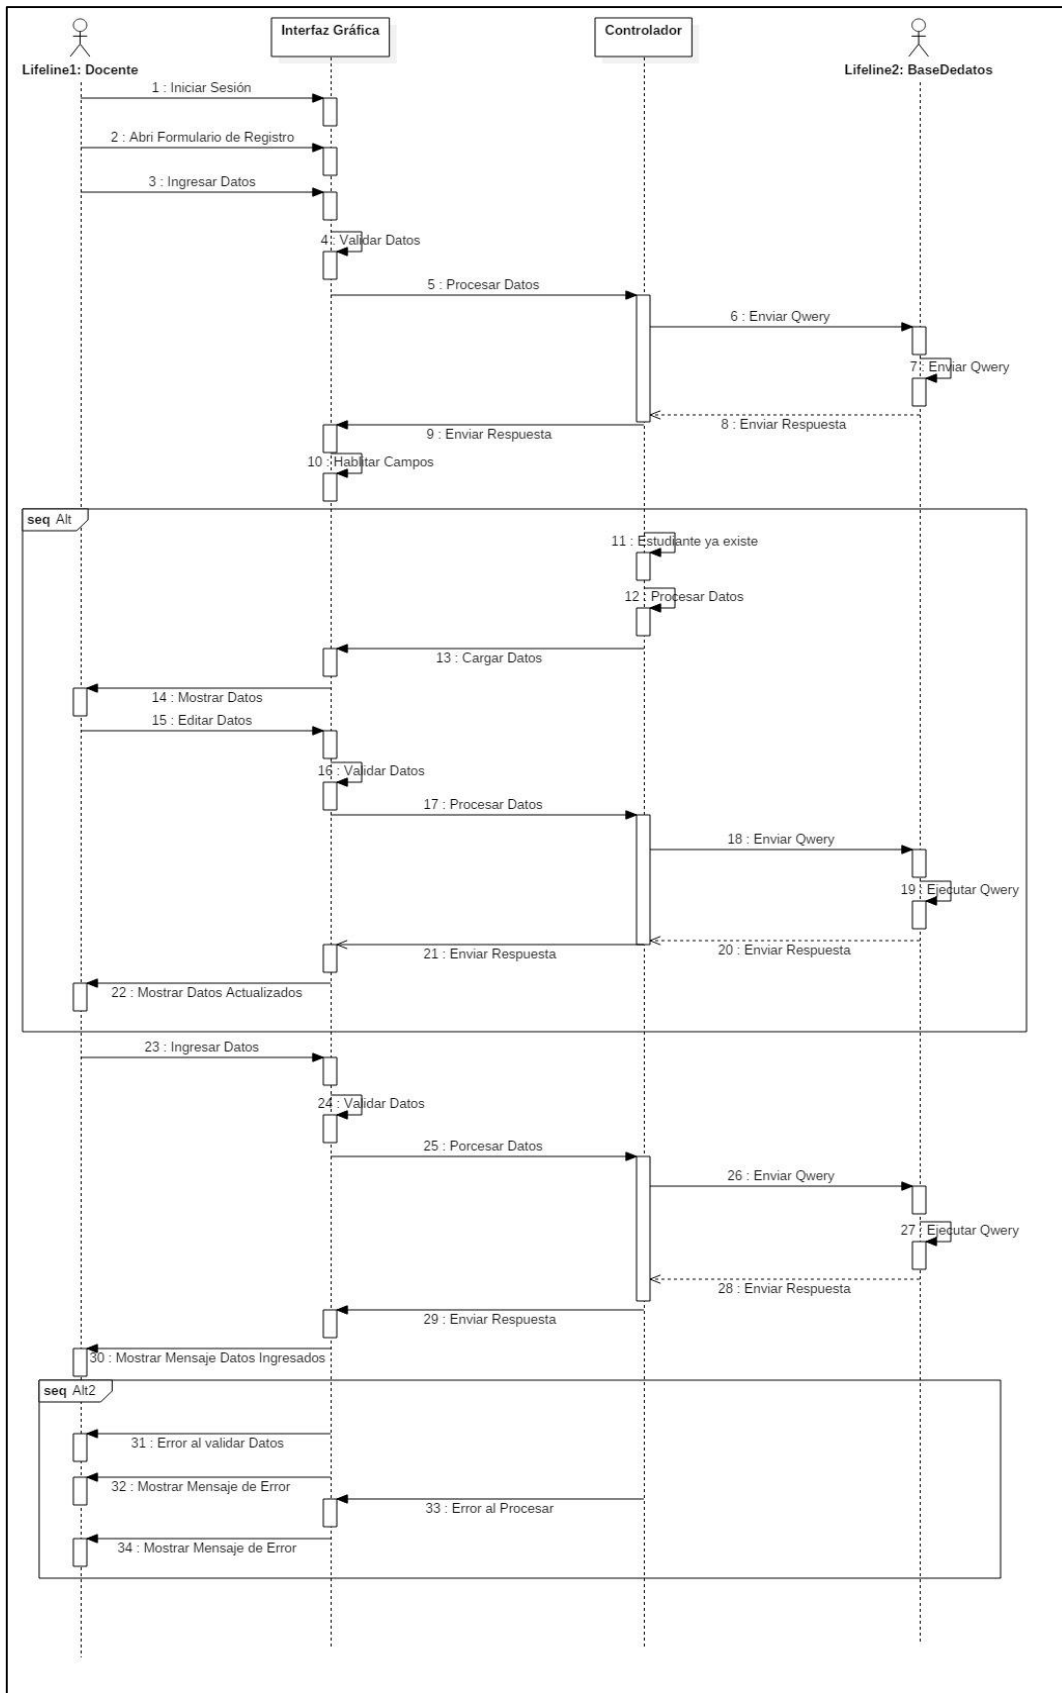 Interfaz Gráfica
Controlador
Lifeline1: Docente
Lifeline2: BaseDedatos
1 : Iniciar Sesión
2 : Abri Formulario de Registro
3 : Ingresar Datos
4 : Validar Datos
5 : Procesar Datos
6 : Enviar Qwery
7 : Enviar Qwery
8 : Enviar Respuesta
9 : Enviar Respuesta
10 : Hablitar Campos
seq Alt
11 : Estudiante ya existe
12 : Procesar Datos
13 : Cargar Datos
14 : Mostrar Datos
15 : Editar Datos
16 : Validar Datos
17 : Procesar Datos
18 : Enviar Qwery
19 : Ejecutar Qwery
20 : Enviar Respuesta
21 : Enviar Respuesta
22 : Mostrar Datos Actualizados
23 : Ingresar Datos
24 : Validar Datos
25 : Porcesar Datos
26 : Enviar Qwery
27 : Ejecutar Qwery
28 : Enviar Respuesta
29 : Enviar Respuesta
30 : Mostrar Mensaje Datos Ingresados
seq Alt2
31 : Error al validar Datos
32 : Mostrar Mensaje de Error
33 : Error al Procesar
34 : Mostrar Mensaje de Error